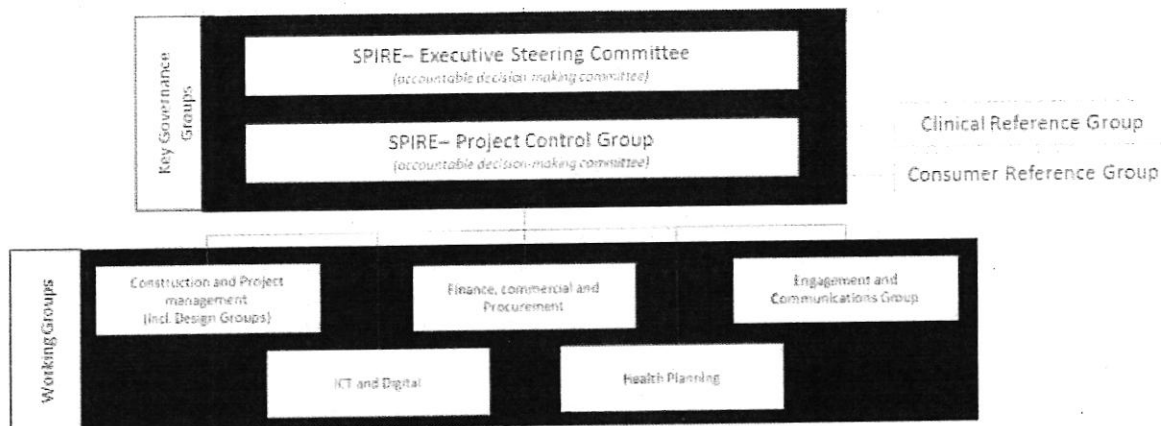 Key Governance
Groups
SPIRE– Executive Steering Committee
(accountable decision-making committee)
SPIRE– Project Control Group
(accountable decision-making committee)
Clinical Reference Group
Consumer Reference Group
Working Groups
Construction and Project
management
(incl. Design Groups)
Finance, commercial and
Procurement
Engagement and
Communications Group
ICT and Digital
Health Planning